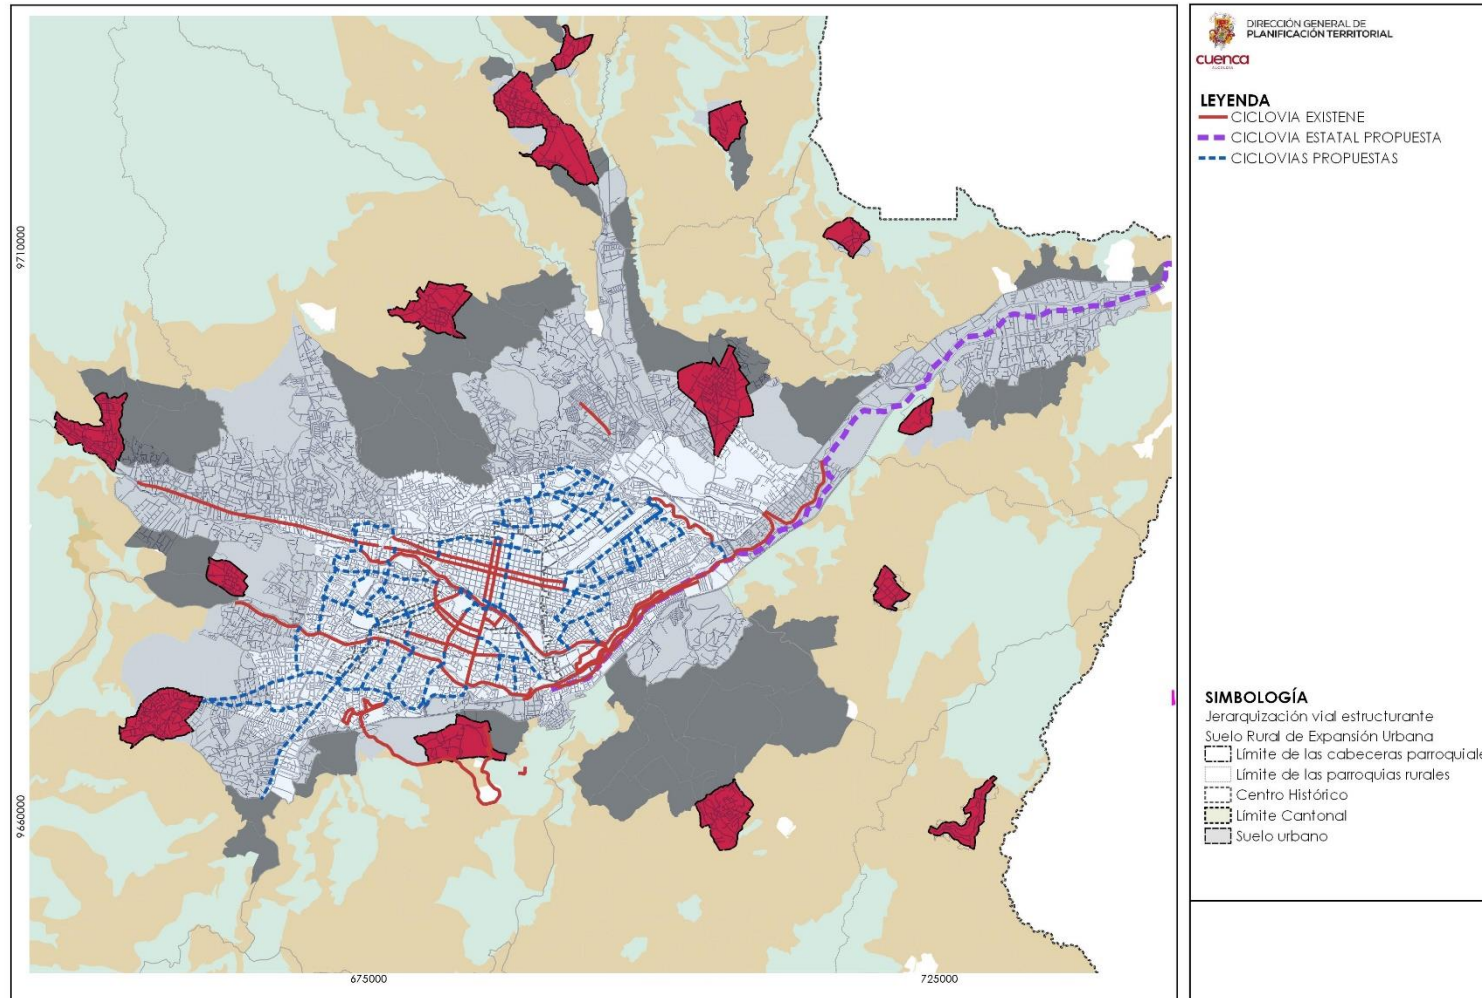 DIRECCIÓN GENERAL DE
PLANIFICACIÓN TERRITORIAL
cuenca
ALCALDÍA
LEYENDA
CICLOVIA EXISTENE
CICLOVIA ESTATAL PROPUESTA
CICLOVIAS PROPUESTAS
9710000
9660000
675000
725000
SIMBOLOGÍA
Jerarquización vial estructurante
Suelo Rural de Expansión Urbana
Límite de las cabeceras parroquiale
Límite de las parroquias rurales
Centro Histórico
Límite Cantonal
Suelo urbano